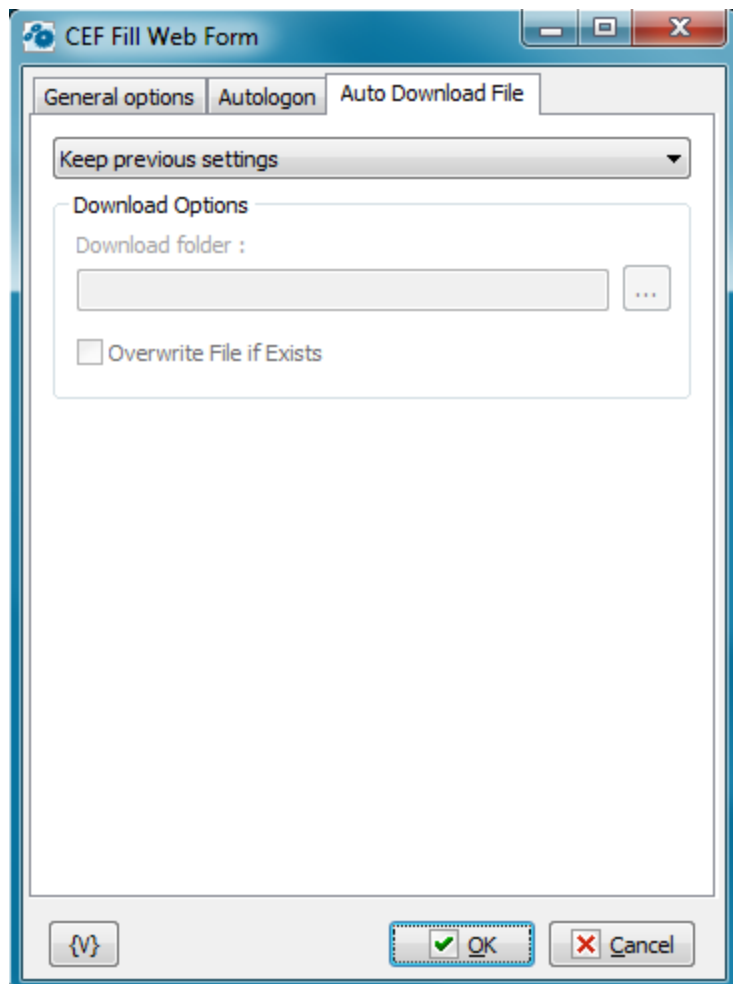 CEF Fill Web Form
General options Autologon Auto Download File
Keep previous settings
Download Options
Download folder :
...
Overwrite File if Exists
{V} OK Cancel